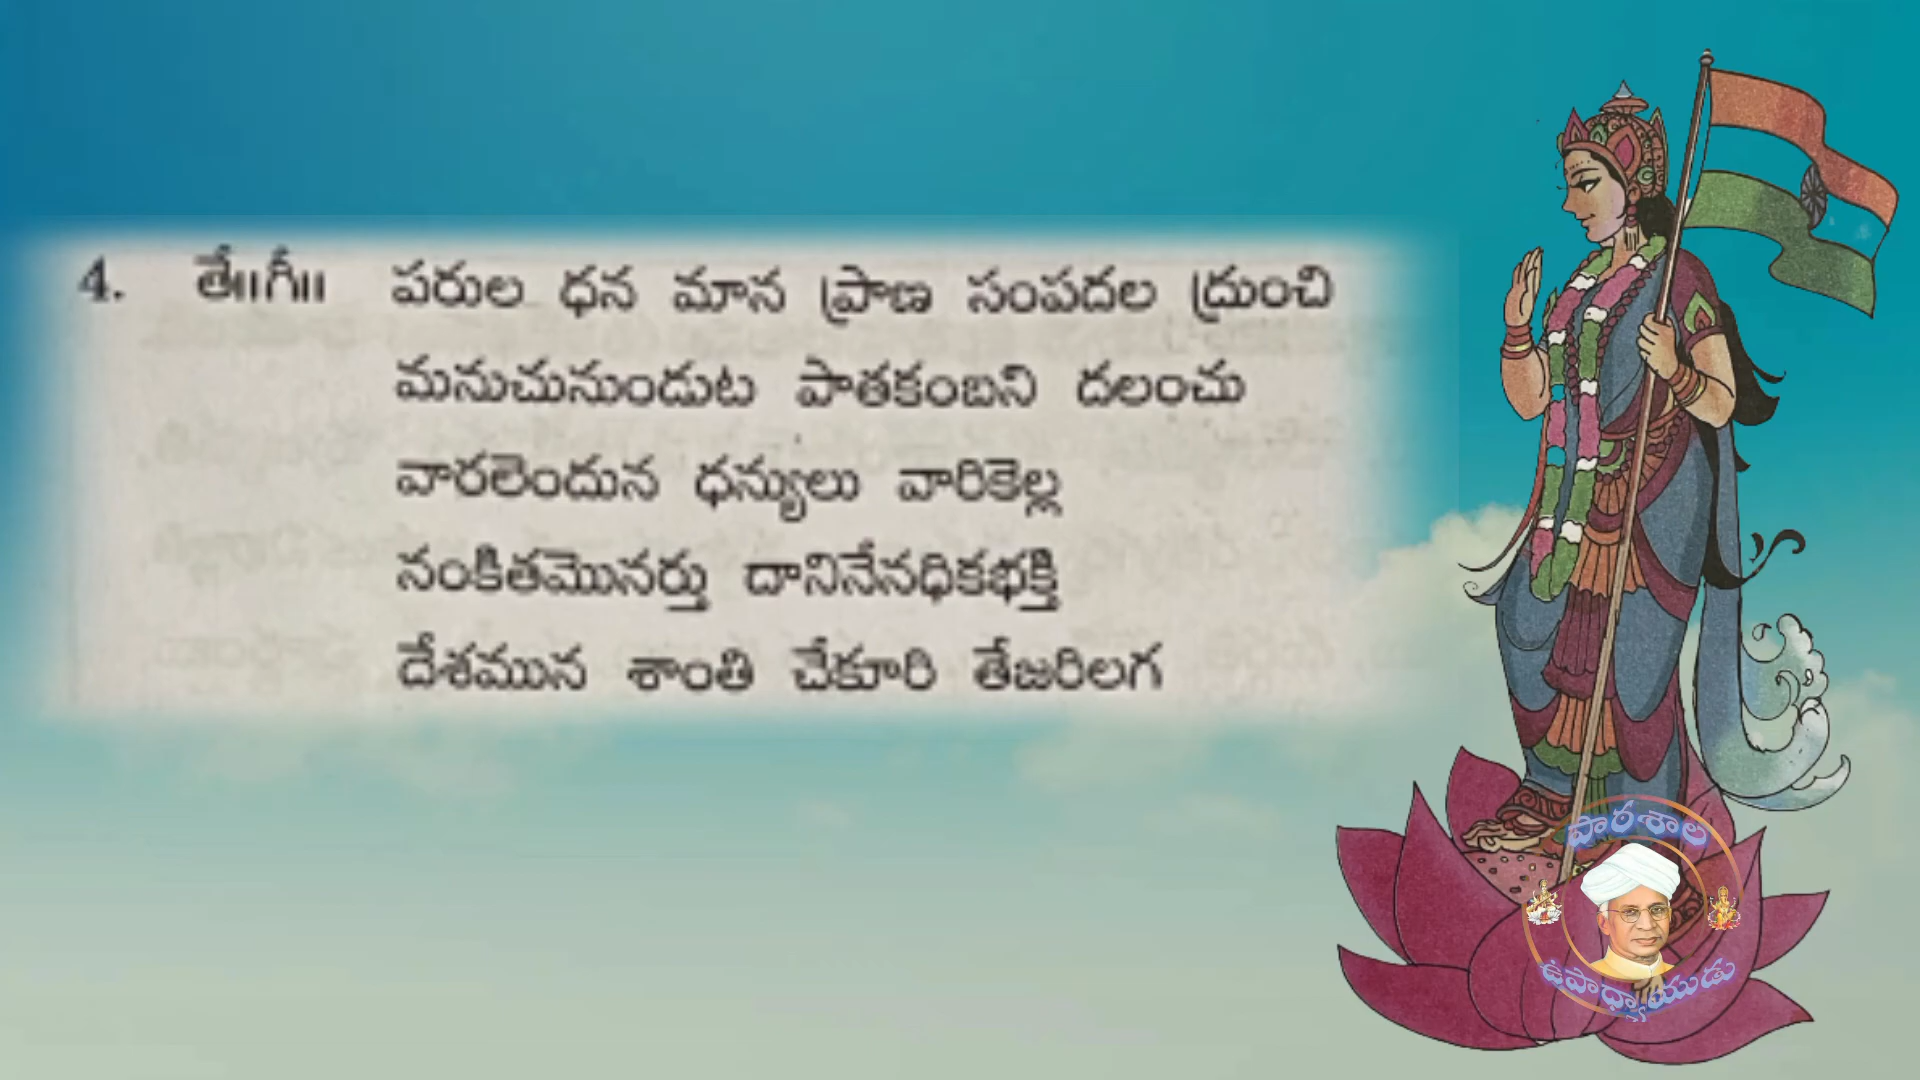 4. తే॥గీ॥ పరుల ధన మాన ప్రాణ సంపదల ద్రుంచి
మనుచునుండుట పాతకంబని దలంచు
వారలెందున ధన్యులు వారికెల్ల
నంకితమొనర్తు దానినేనధికభక్తి
దేశమున శాంతి చేకూరి తేజరిలగ
పాఠశాల
ఉపాధ్యాయుడు